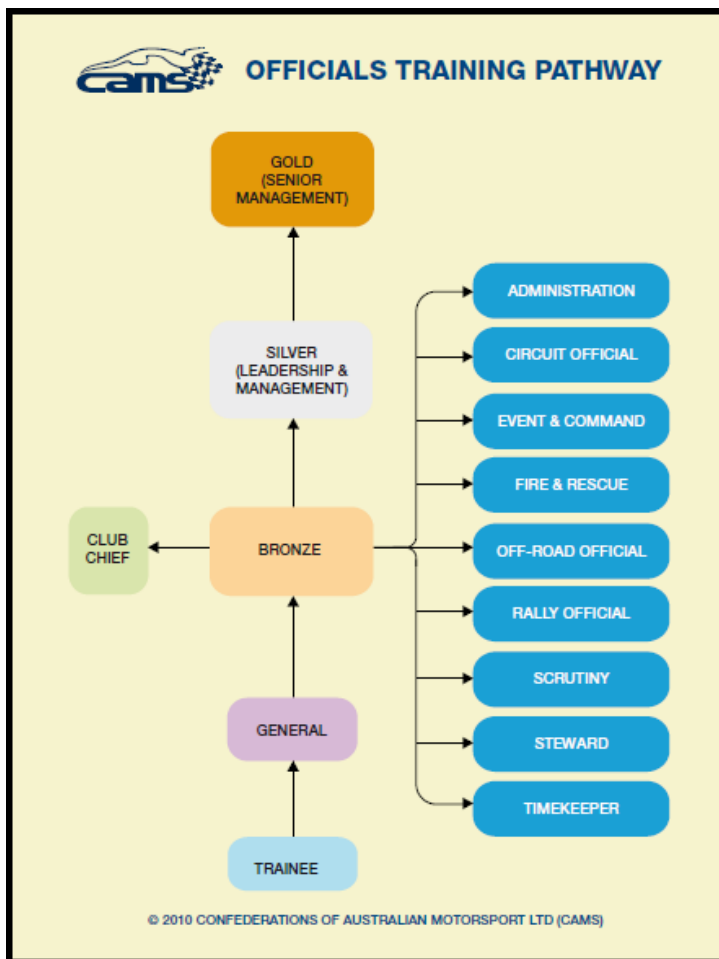 cams
OFFICIALS TRAINING PATHWAY
GOLD
(SENIOR
MANAGEMENT)
SILVER
(LEADERSHIP &
MANAGEMENT)
CLUB
CHIEF
BRONZE
GENERAL
TRAINEE
ADMINISTRATION
CIRCUIT OFFICIAL
EVENT & COMMAND
FIRE & RESCUE
OFF-ROAD OFFICIAL
RALLY OFFICIAL
SCRUTINY
STEWARD
TIMEKEEPER
© 2010 CONFEDERATIONS OF AUSTRALIAN MOTORSPORT LTD (CAMS)